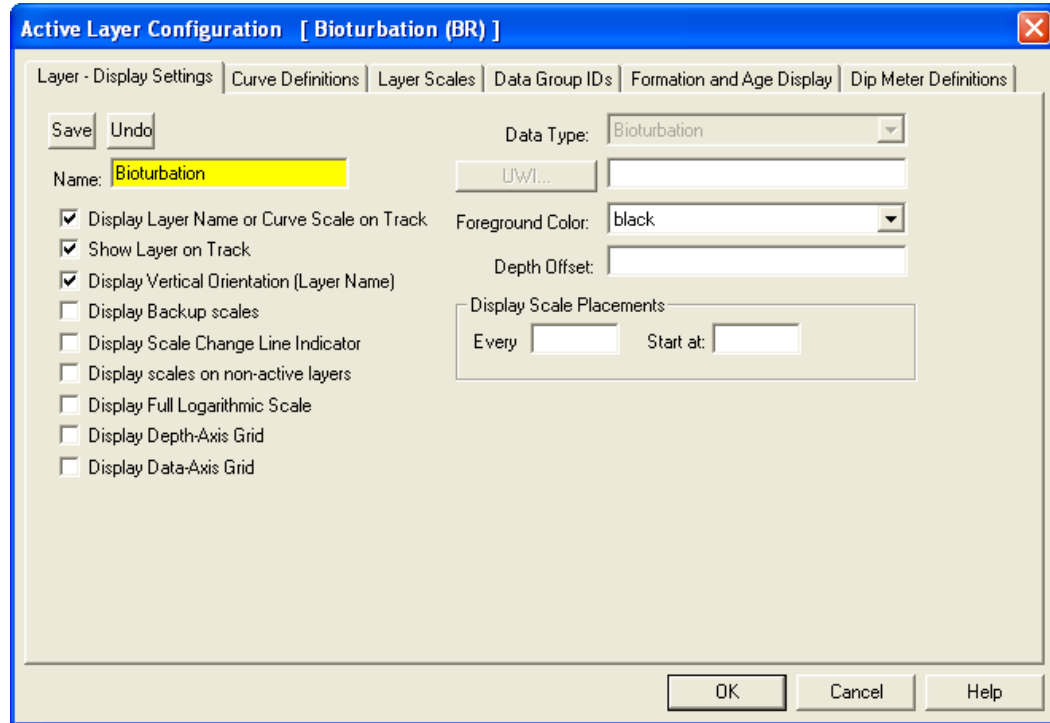 Active Layer Configuration [ Bioturbation (BR) ]
Layer - Display Settings Curve Definitions Layer Scales Data Group IDs Formation and Age Display Dip Meter Definitions
Save Undo
Name: Bioturbation
Display Layer Name or Curve Scale on Track
Show Layer on Track
Display Vertical Orientation (Layer Name)
Display Backup scales
Display Scale Change Line Indicator
Display scales on non-active layers
Display Full Logarithmic Scale
Display Depth-Axis Grid
Display Data-Axis Grid
Data Type: Bioturbation
UWI...
Foreground Color: black
Depth Offset:
Display Scale Placements
Every Start at:
OK Cancel Help